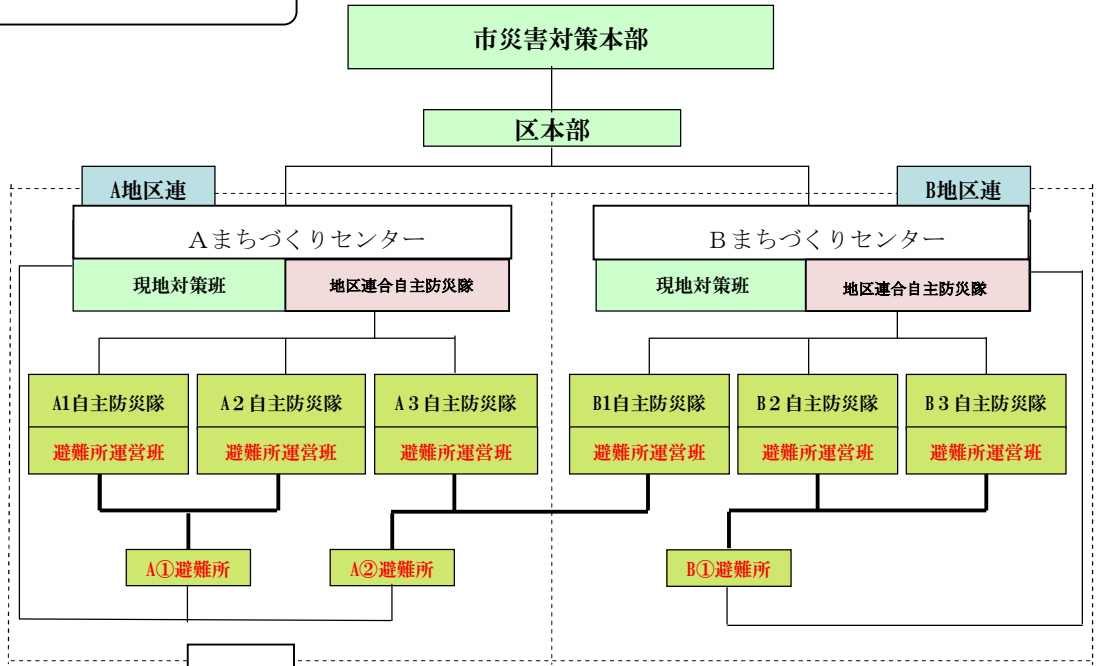 市災害対策本部
区本部
A地区連
B地区連
Aまちづくりセンター
Bまちづくりセンター
現地対策班
地区連合自主防災隊
現地対策班
地区連合自主防災隊
A1自主防災隊
A２自主防災隊
A３自主防災隊
B1自主防災隊
B２自主防災隊
B３自主防災隊
避難所運営班
避難所運営班
避難所運営班
避難所運営班
避難所運営班
避難所運営班
A①避難所
A②避難所
B①避難所